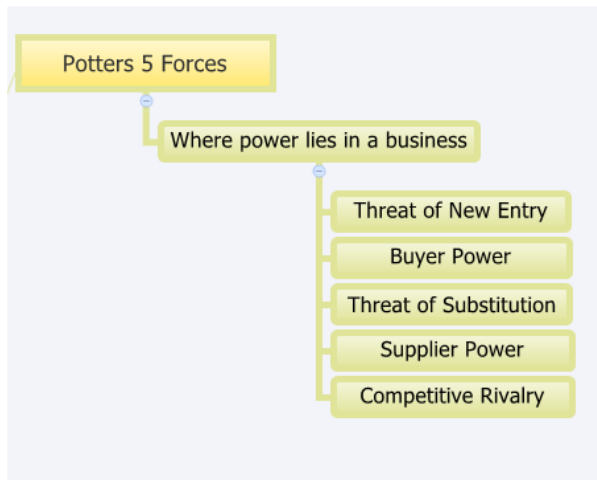 Potters 5 Forces
Where power lies in a business
Threat of New Entry
Buyer Power
Threat of Substitution
Supplier Power
Competitive Rivalry